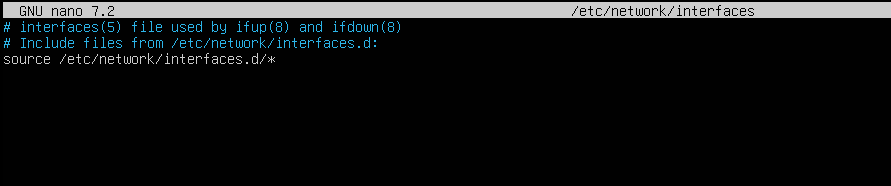 GNU nano 7.2 /etc/network/interfaces
# interfaces(5) file used by ifup(8) and ifdown(8)
# Include files from /etc/network/interfaces.d:
source /etc/network/interfaces.d/*